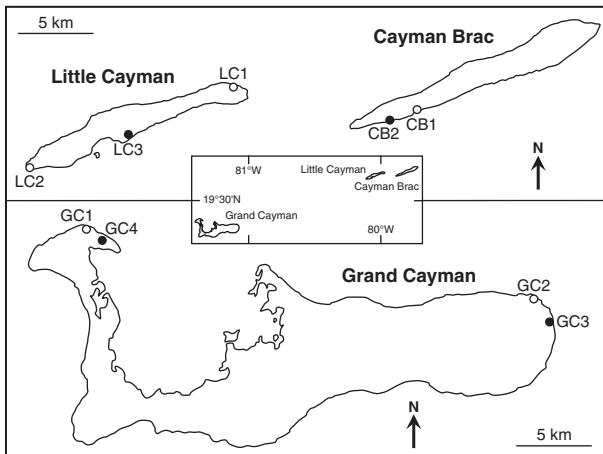 5 km
Cayman Brac
Little Cayman
LC1
LC3
LC2
CB2
CB1
N
81°W
Little Cayman
Cayman Brac
19°30'N
80°W
Grand Cayman
GC1
GC4
Grand Cayman
GC2
GC3
N
5 km